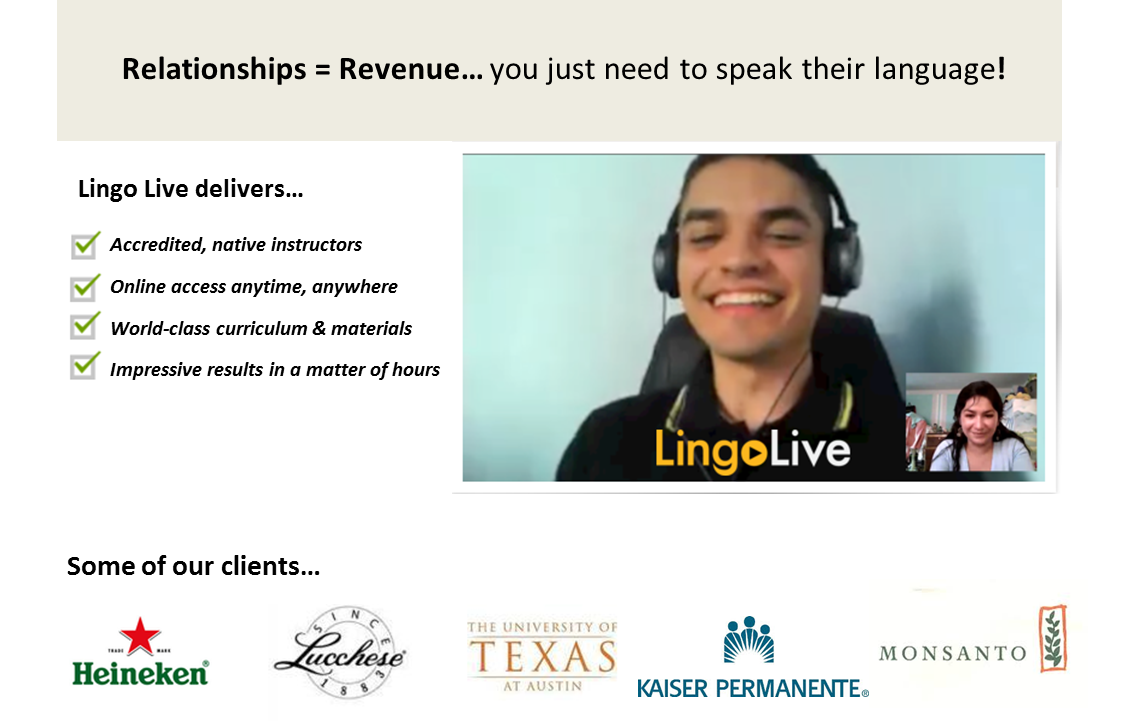 Relationships = Revenue... you just need to speak their language!
Lingo Live delivers...
Accredited, native instructors
Online access anytime, anywhere
World-class curriculum & materials
Impressive results in a matter of hours
LingoLive
Some of our clients...
TRADE MARK
Heineken®
SINCE
Lucchese®
1883
THE UNIVERSITY OF
TEXAS
AT AUSTIN
KAISER PERMANENTE®
MONSANTO